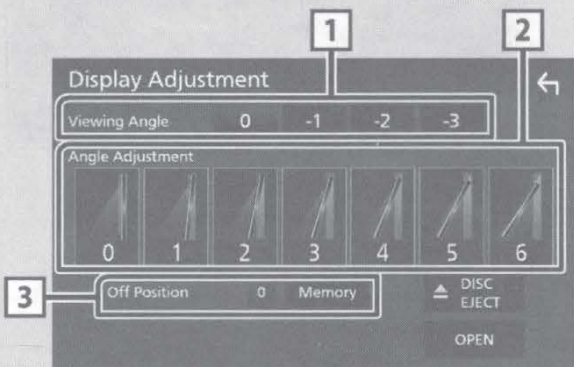 1 2
Display Adjustment
Viewing Angle 0 -1 -2 -3
Angle Adjustment
0 1 2 3 4 5 6
3
Off Position 0 Memory
DISC
EJECT
OPEN